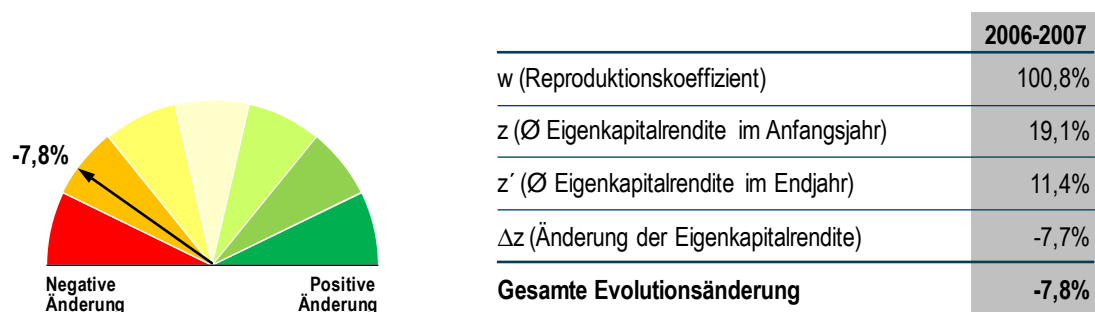 -7,8%
Negative
Änderung
Positive
Änderung
2006-2007
w (Reproduktionskoeffizient) 100,8%
z (Ø Eigenkapitalrendite im Anfangsjahr) 19,1%
z´ (Ø Eigenkapitalrendite im Endjahr) 11,4%
Δz (Änderung der Eigenkapitalrendite) -7,7%
Gesamte Evolutionsänderung -7,8%